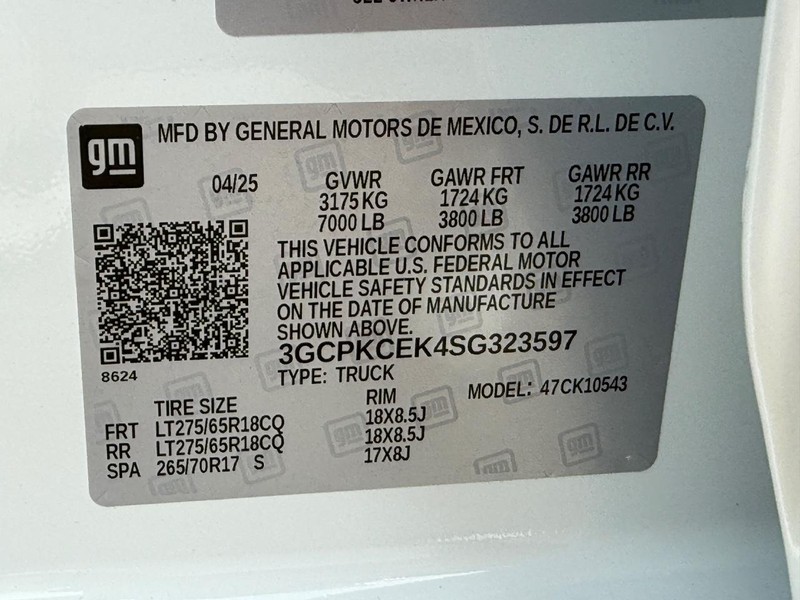 gm
MFD BY GENERAL MOTORS DE MEXICO, S. DE R.L. DE C.V.
04/25 GVWR GAWR FRT GAWR RR
3175 KG 1724 KG 1724 KG
7000 LB 3800 LB 3800 LB
THIS VEHICLE CONFORMS TO ALL
APPLICABLE U.S. FEDERAL MOTOR
VEHICLE SAFETY STANDARDS IN EFFECT
ON THE DATE OF MANUFACTURE
SHOWN ABOVE.
3GCPKCEK4SG323597
8624
TYPE: TRUCK MODEL: 47CK10543
TIRE SIZE RIM
FRT LT275/65R18CQ 18X8.5J
RR LT275/65R18CQ 18X8.5J
SPA 265/70R17 S 17X8J